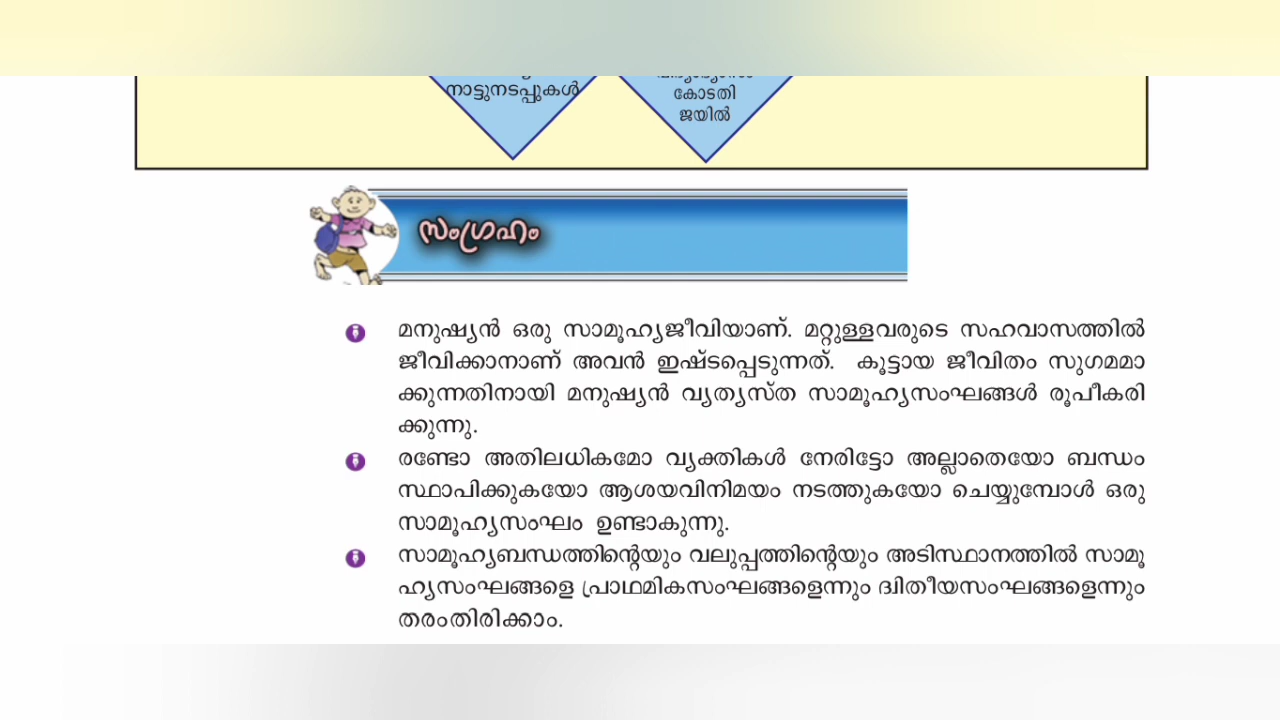 നാട്ടുനടപ്പുകൾ
കോടതി
ജയിൽ
സംഗ്രഹം
മനുഷ്യൻ ഒരു സാമൂഹ്യജീവിയാണ്. മറ്റുള്ളവരുടെ സഹവാസത്തിൽ
ജീവിക്കാനാണ് അവൻ ഇഷ്ടപ്പെടുന്നത്. കൂട്ടായ ജീവിതം സുഗമമാ
ക്കുന്നതിനായി മനുഷ്യൻ വ്യത്യസ്ത സാമൂഹ്യസംഘങ്ങൾ രൂപീകരി
ക്കുന്നു.
രണ്ടോ അതിലധികമോ വ്യക്തികൾ നേരിട്ടോ അല്ലാതെയോ ബന്ധം
സ്ഥാപിക്കുകയോ ആശയവിനിമയം നടത്തുകയോ ചെയ്യുമ്പോൾ ഒരു
സാമൂഹ്യസംഘം ഉണ്ടാകുന്നു.
സാമൂഹ്യബന്ധത്തിന്റെയും വലുപ്പത്തിന്റെയും അടിസ്ഥാനത്തിൽ സാമൂ
ഹ്യസംഘങ്ങളെ പ്രാഥമികസംഘങ്ങളെന്നും ദ്വിതീയസംഘങ്ങളെന്നും
തരംതിരിക്കാം.